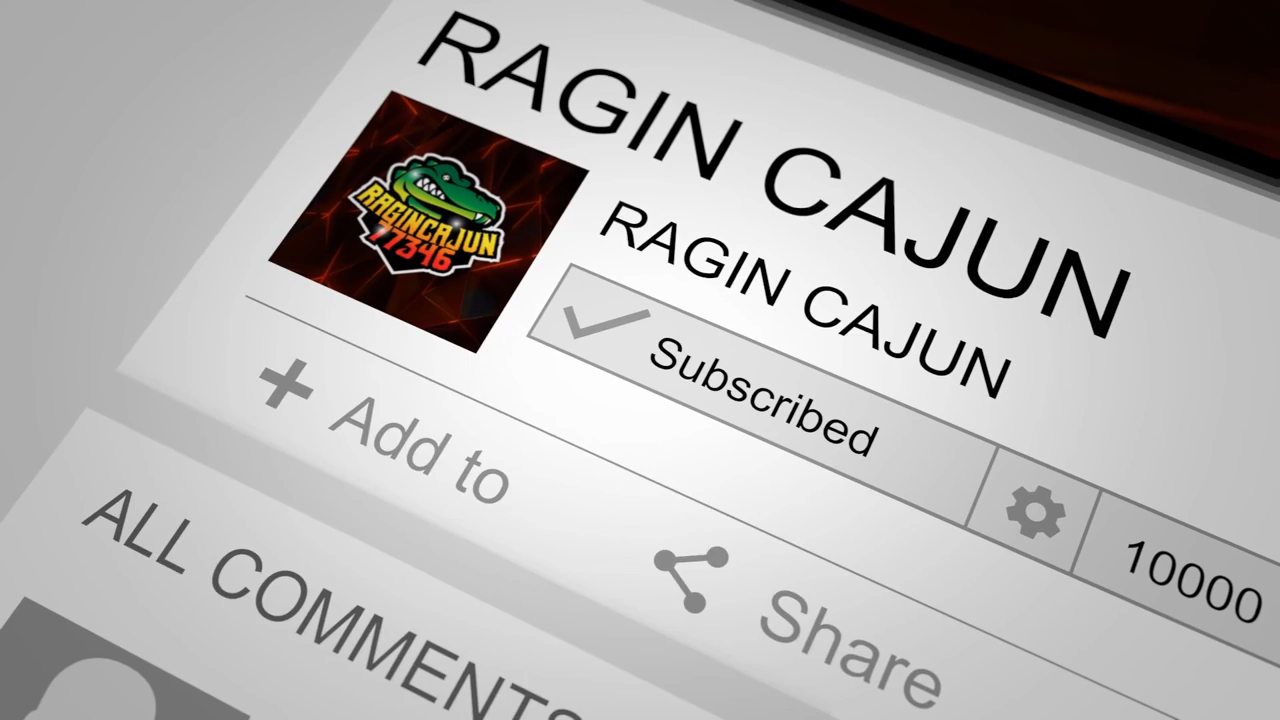 RAGIN CAJUN
RAGINCAJUN
77346
RAGIN CAJUN
Subscribed
10000
Add to
Share
ALL COMMENTS